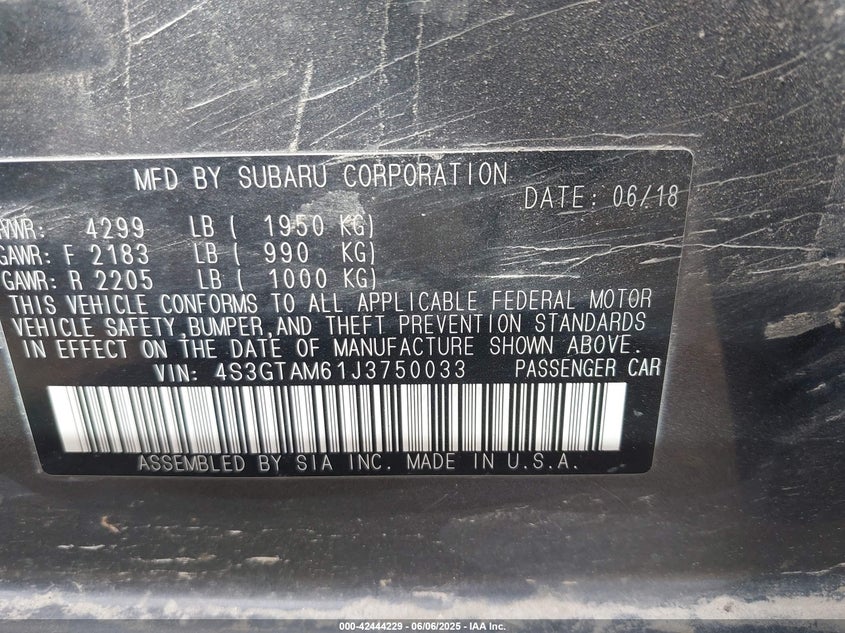 MFD BY SUBARU CORPORATION
DATE: 06/18
VWR: 4299 LB ( 1950 KG)
GAWR: F 2183 LB ( 990 KG)
GAWR: R 2205 LB ( 1000 KG)
THIS VEHICLE CONFORMS TO ALL APPLICABLE FEDERAL MOTOR
VEHICLE SAFETY,BUMPER,AND THEFT PREVENTION STANDARDS
IN EFFECT ON THE DATE OF MANUFACTURE SHOWN ABOVE.
VIN: 4S3GTAM61J3750033 PASSENGER CAR
ASSEMBLED BY SIA INC. MADE IN U.S.A.
000-42444229 - 06/06/2025 - IAA Inc.